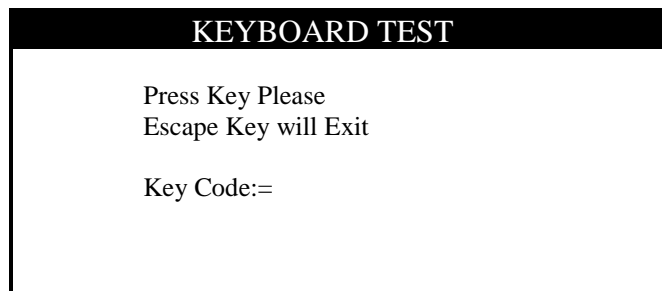 KEYBOARD TEST
Press Key Please
Escape Key will Exit
Key Code:=